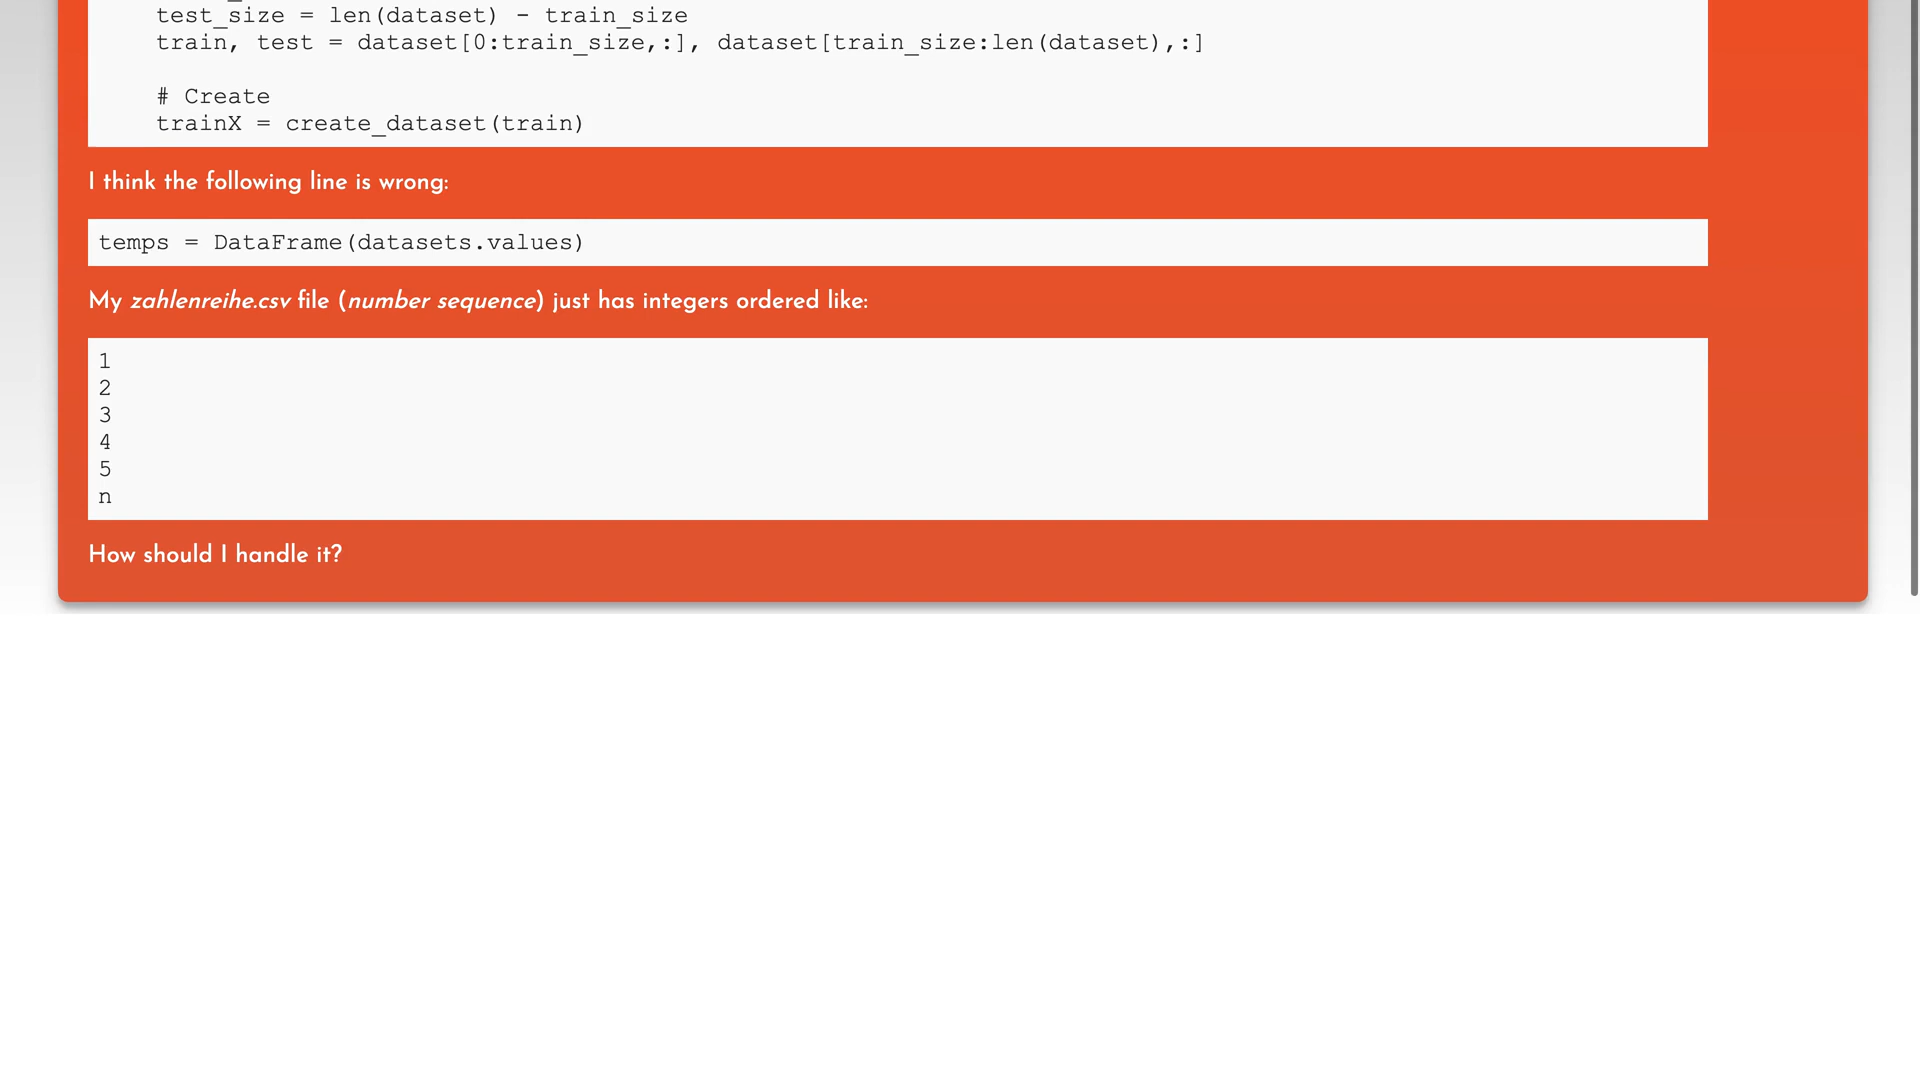 test_size = len(dataset) - train_size
train, test = dataset[0:train_size,:], dataset[train_size:len(dataset),:]
# Create
trainX = create_dataset(train)
I think the following line is wrong:
temps = DataFrame(datasets.values)
My zahlenreihe.csv file (number sequence) just has integers ordered like:
1
2
3
4
5
n
How should I handle it?